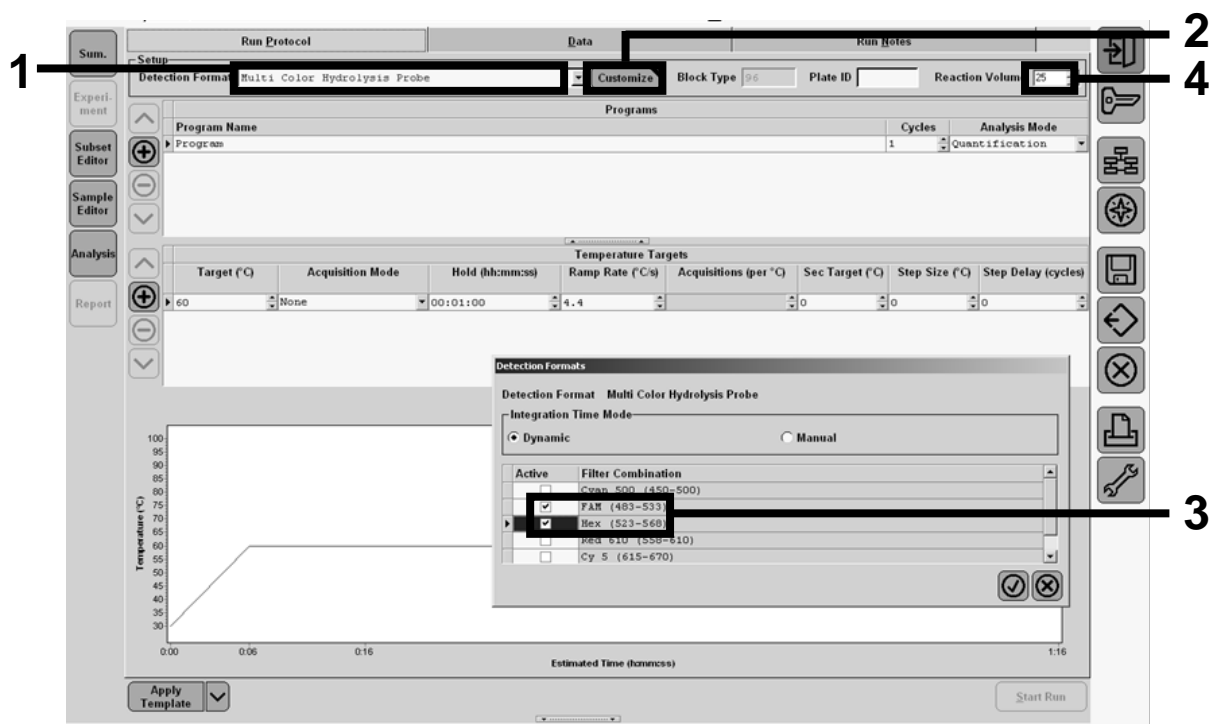 2
Run Protocol Data Run Notes
Sum.
1
Setup
Detection Format Multi Color Hydrolysis Probe Customize Block Type 96 Plate ID Reaction Volume 25
4
Experi-
ment
Programs
Program Name Cycles Analysis Mode
Program 1 Quantification
Subset
Editor
Sample
Editor
Analysis
Temperature Targets
Target (°C) Acquisition Mode Hold (hh:mm:ss) Ramp Rate (°C/s) Acquisitions (per °C) Sec Target (°C) Step Size (°C) Step Delay (cycles)
60 None 00:01:00 4.4 0 0 0
Report
Detection Formats
Detection Format Multi Color Hydrolysis Probe
Integration Time Mode
Dynamic Manual
Active Filter Combination
Cyan 500 (450-500)
FAM (483-533)
Hex (523-568)
3
Red 610 (558-610)
Cy 5 (615-670)
Temperature (°C)
100
95
90
85
80
75
70
65
60
55
50
45
40
35
30
0:00 0:06 0:16 1:16
Estimated Time (h:mm:ss)
Apply
Template
Start Run